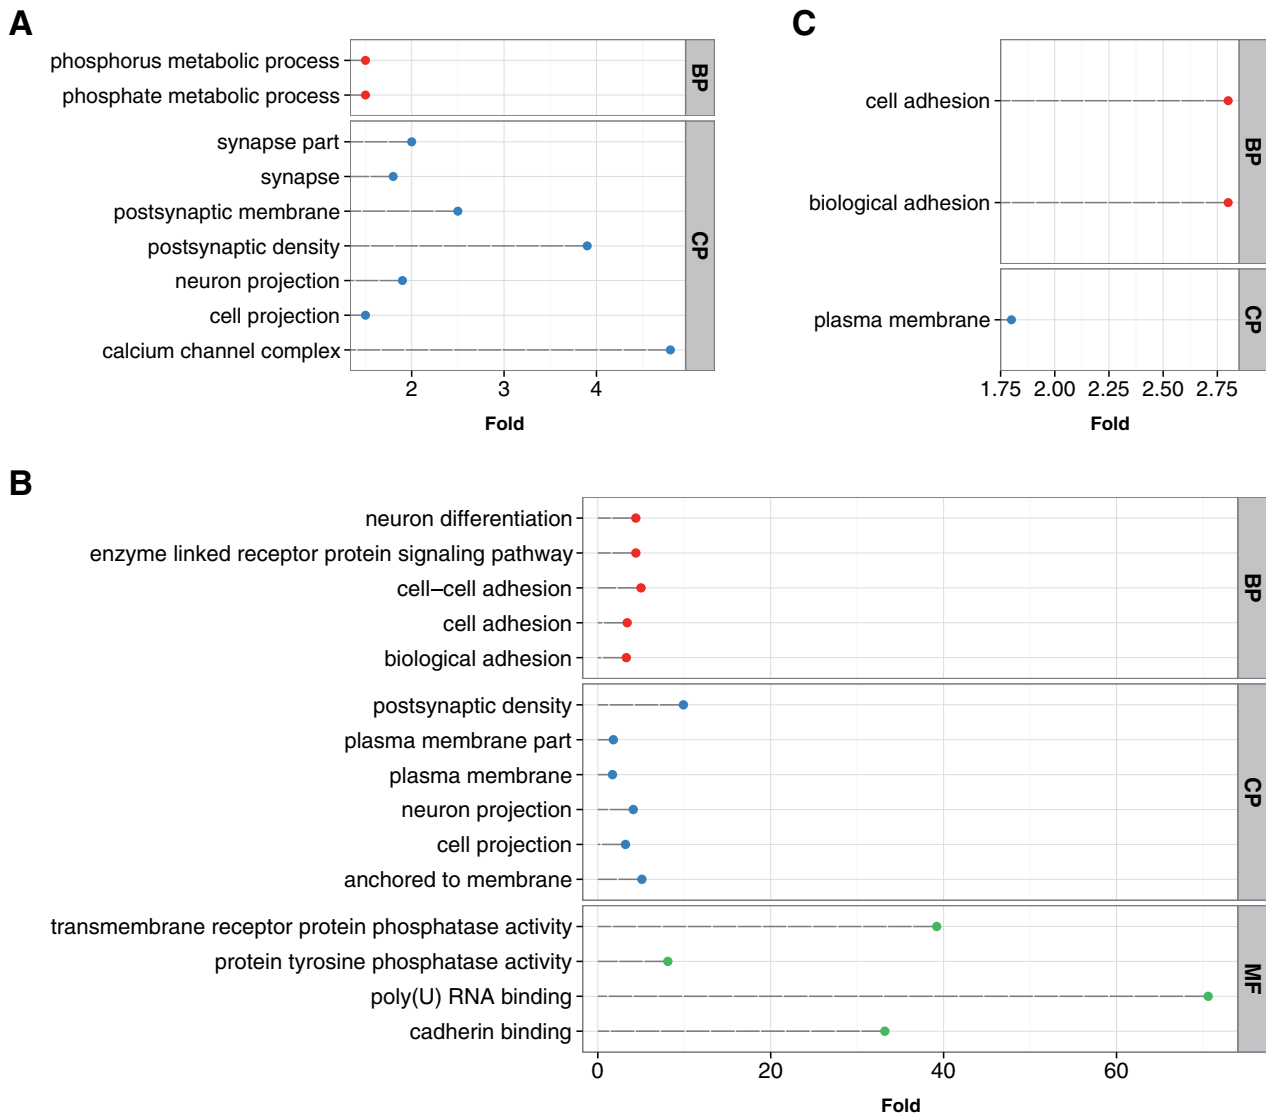 A
phosphorus metabolic process
phosphate metabolic process
BP
synapse part
synapse
postsynaptic membrane
postsynaptic density
neuron projection
cell projection
calcium channel complex
CP
2 3 4
Fold
C
cell adhesion
biological adhesion
BP
plasma membrane
CP
1.75 2.00 2.25 2.50 2.75
Fold
B
neuron differentiation
enzyme linked receptor protein signaling pathway
cell–cell adhesion
cell adhesion
biological adhesion
BP
postsynaptic density
plasma membrane part
plasma membrane
neuron projection
cell projection
anchored to membrane
CP
transmembrane receptor protein phosphatase activity
protein tyrosine phosphatase activity
poly(U) RNA binding
cadherin binding
MF
0 20 40 60
Fold